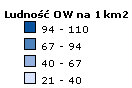 Ludność OW na 1 km2
94 - 110
67 - 94
40 - 67
21 - 40